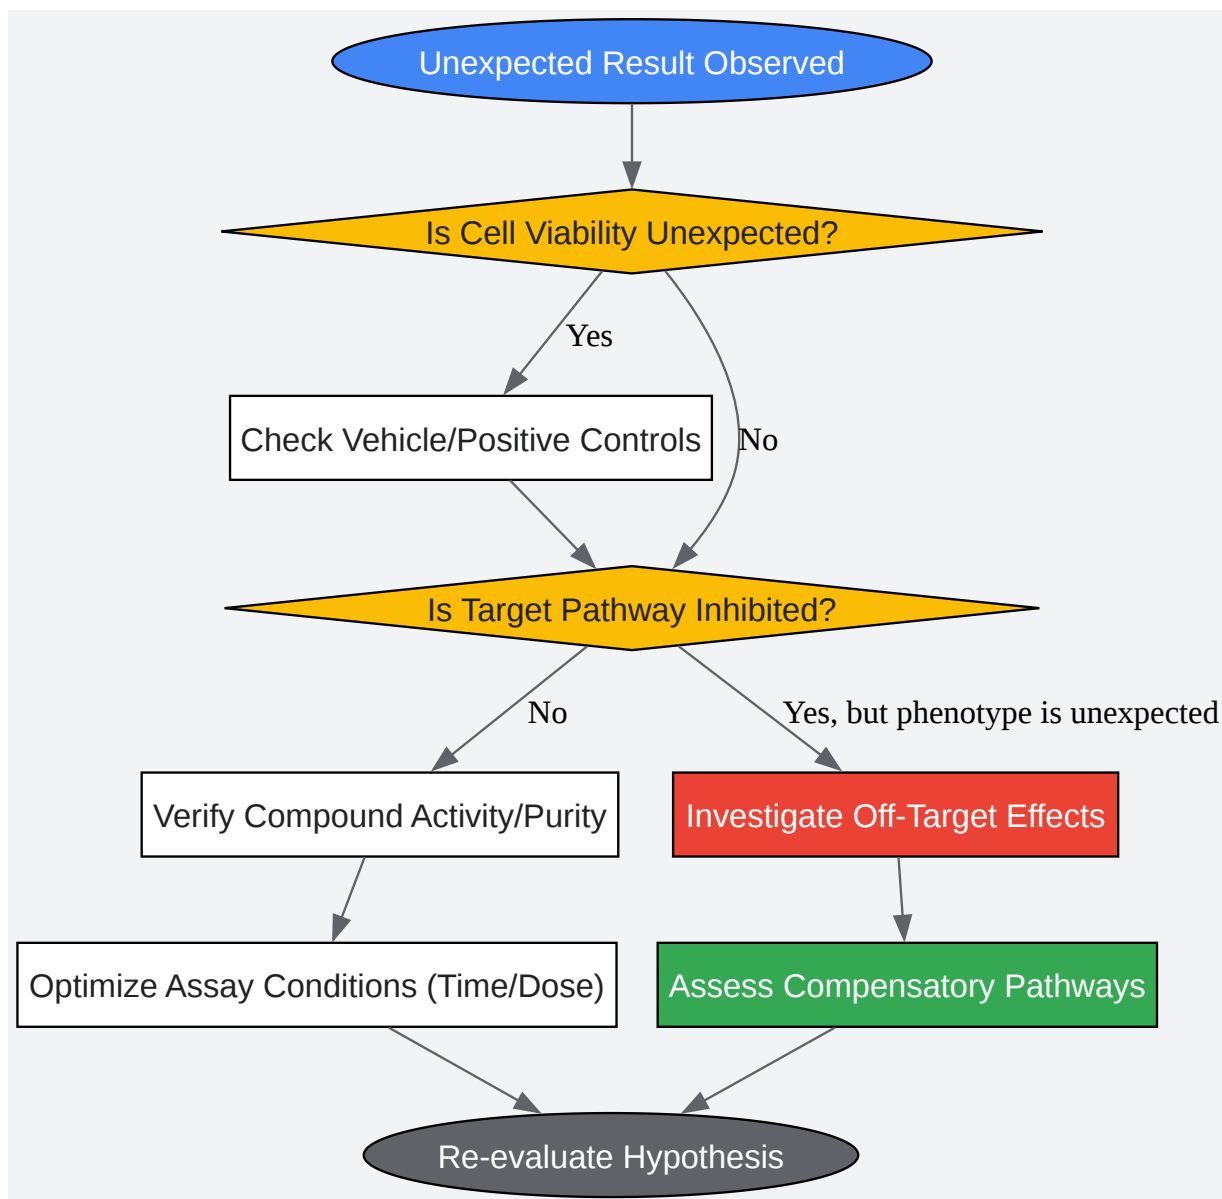 Unexpected Result Observed
Is Cell Viability Unexpected?
Yes
Check Vehicle/Positive Controls
No
Is Target Pathway Inhibited?
No
Yes, but phenotype is unexpected
Verify Compound Activity/Purity
Investigate Off-Target Effects
Optimize Assay Conditions (Time/Dose)
Assess Compensatory Pathways
Re-evaluate Hypothesis